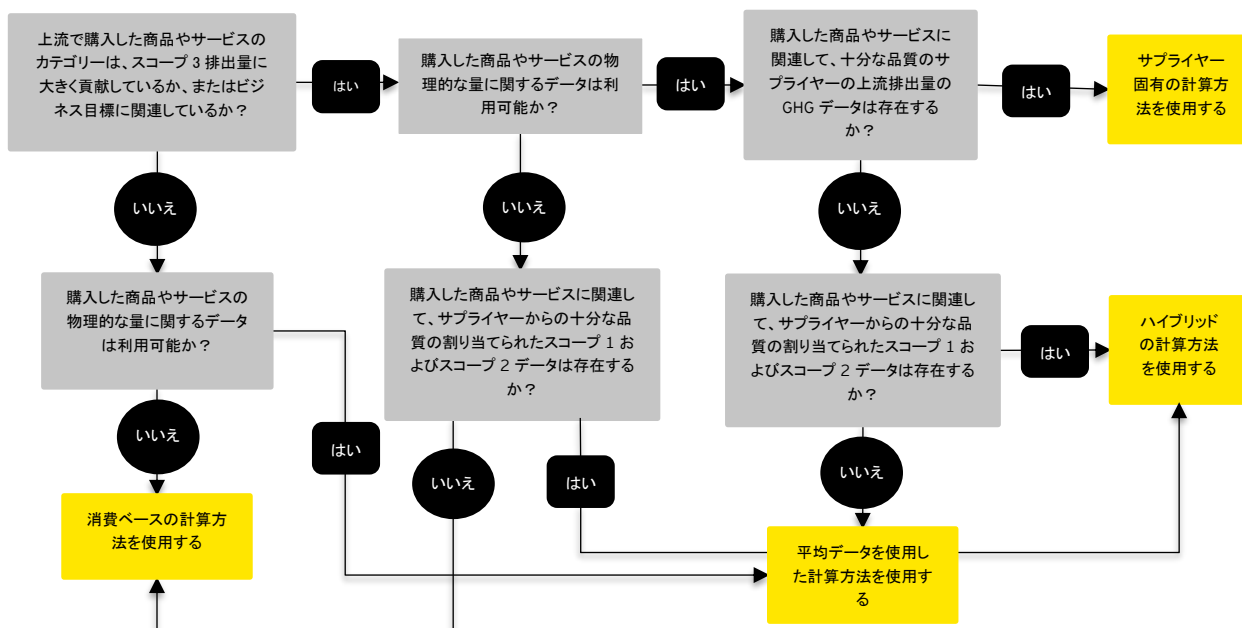 上流で購入した商品やサービスの
カテゴリーは、スコープ 3 排出量に
大きく貢献しているか、またはビジ
ネス目標に関連しているか?
はい
購入した商品やサービスの物
理的な量に関するデータは利
用可能か?
はい
購入した商品やサービスに
関連して、十分な品質のサ
プライヤーの上流排出量の
GHG データは存在する
か?
はい
サプライヤー
固有の計算方
法を使用する
いいえ
いいえ
いいえ
購入した商品やサービスの
物理的な量に関するデータ
は利用可能か?
購入した商品やサービスに関連し
て、サプライヤーからの十分な品
質の割り当てられたスコープ 1 お
よびスコープ 2 データは存在する
か?
購入した商品やサービスに関連し
て、サプライヤーからの十分な品
質の割り当てられたスコープ 1 お
よびスコープ 2 データは存在する
か?
はい
ハイブリッド
の計算方法
を使用する
いいえ
はい
いいえ
はい
いいえ
消費ベースの計算方
法を使用する
平均データを使用し
た計算方法を使用す
る